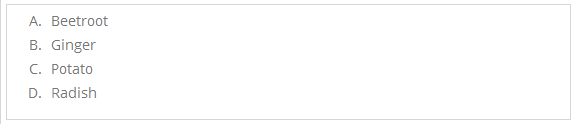 A. Beetroot
B. Ginger
C. Potato
D. Radish